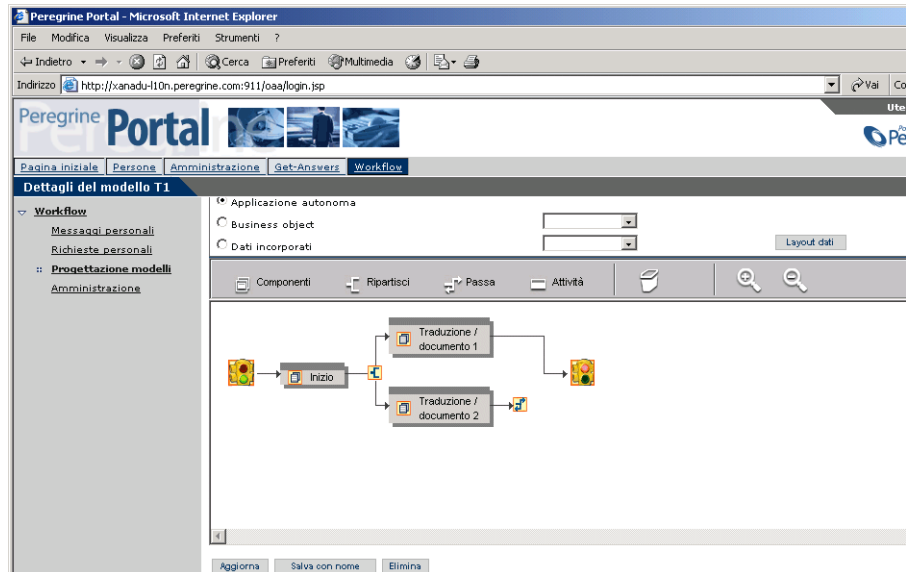 Peregrine Portal - Microsoft Internet Explorer
File Modifica Visualizza Preferiti Strumenti ?
Indietro Cerca Preferiti Multimedia
Indirizzo http://xanadu-l10n.peregrine.com:911/oaa/login.jsp Vai
Peregrine Portal
Pagina iniziale Persone Amministrazione Get-Answers Workflow
Dettagli del modello T1
Workflow
Messaggi personali
Richieste personali
Progettazione modelli
Amministrazione
Applicazione autonoma
Business object
Dati incorporati Layout dati
Componenti Ripartisci Passa Attività
Traduzione /
documento 1
Inizio
Traduzione /
documento 2
Aggiorna Salva con nome Elimina